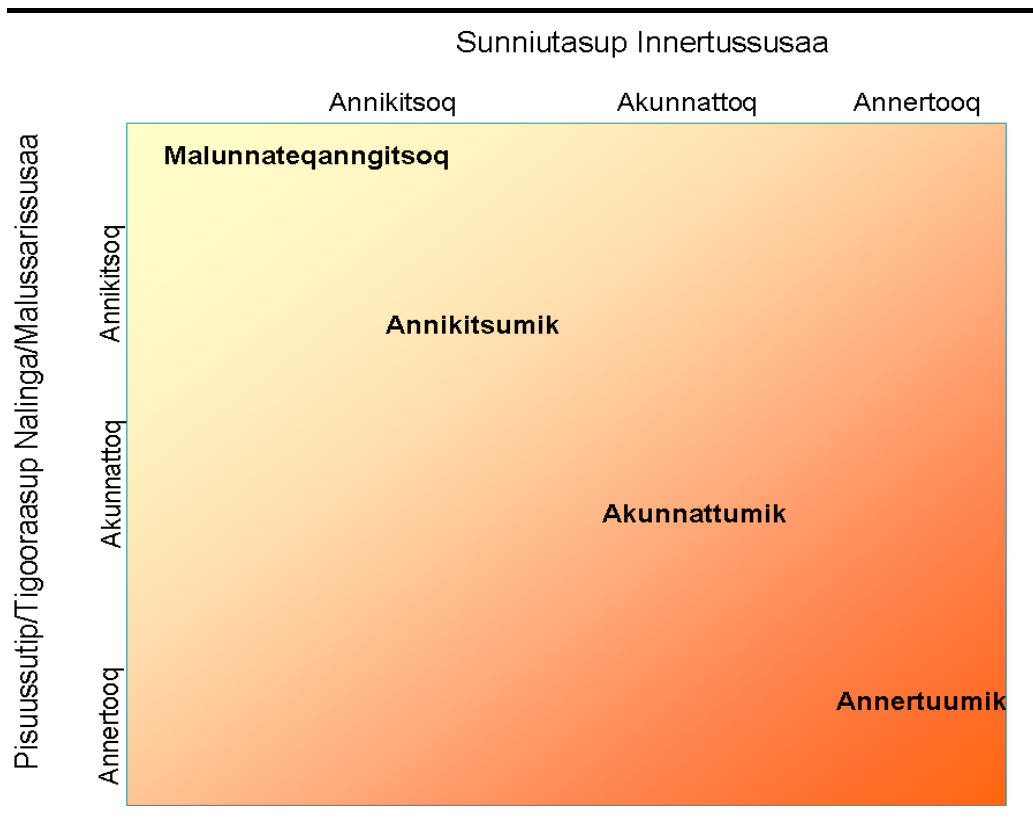 Sunniutasup Innertussusaa
Annikitsoq Akunnattoq Annertooq
Pisuussutip/Tigooraasup Nalinga/Malussarissusaa
Malunnateqanngitsoq
Annikitsoq
Annikitsumik
Akunnattoq
Akunnattumik
Annertooq
Annertuumik